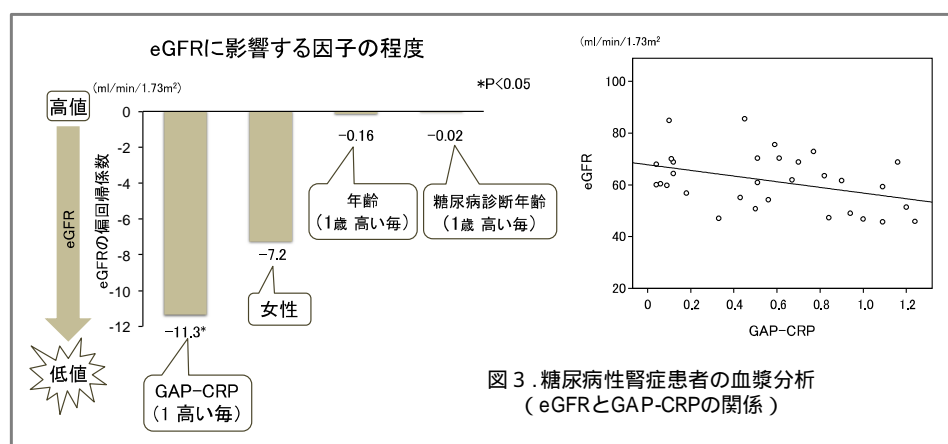 eGFRに影響する因子の程度
(ml/min/1.73m²)
*P<0.05
高値
eGFR
低値
eGFRの偏回帰係数
0
-2
-4
-6
-8
-10
-12
-11.3*
-7.2
-0.16
-0.02
GAP-CRP
(1 高い毎)
女性
年齢
(1歳 高い毎)
糖尿病診断年齢
(1歳 高い毎)
(ml/min/1.73m²
eGFR
100
80
60
40
20
0
0.2
0.4
0.6
0.8
1.0
1.2
GAP-CRP
図3.糖尿病性腎症患者の血漿分析
(eGFRとGAP-CRPの関係)